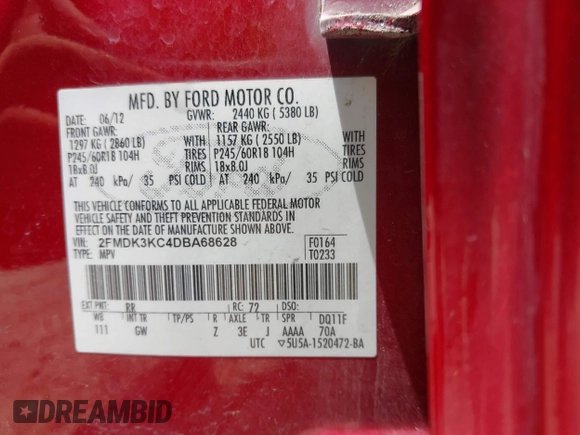 MFD. BY FORD MOTOR CO.
DATE: 06/12 GVWR: 2440 KG ( 5380 LB)
FRONT GAWR: REAR GAWR:
1297 KG ( 2860 LB) WITH 1157 KG ( 2550 LB) WITH
P245/60R18 104H TIRES P245/60R18 104H TIRES
18x8.0J RIMS 18x8.0J RIMS
AT 240 kPa/ 35 PSI COLD AT 240 kPa/ 35 PSI COLD
THIS VEHICLE CONFORMS TO ALL APPLICABLE FEDERAL MOTOR
VEHICLE SAFETY AND THEFT PREVENTION STANDARDS IN
EFFECT ON THE DATE OF MANUFACTURE SHOWN ABOVE.
VIN: 2FMDK3KC4DBA68628 F0164
TYPE: MPV T0233
EXT PNT: RR RC: 72 DSO:
WB INT TR TP/PS R AXLE TR SPR DQ11F
111 GW Z 3E J AAAA 70A
UTC 5U5A-1520472-BA
DREAMBID